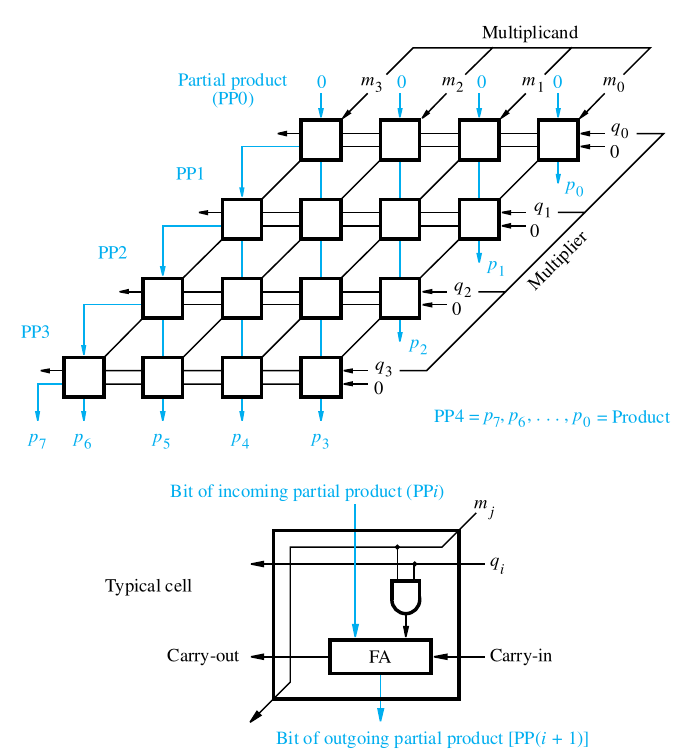 Multiplicand
Partial product
(PP0)
0 m3 0 m2 0 m1 0 m0
q0
0
PP1
p0
q1
0
PP2
p1
Multiplier
q2
0
PP3
p2
q3
0
p7 p6 p5 p4 p3
PP4 = p7, p6, . . . , p0 = Product
Bit of incoming partial product (PPi)
mj
qi
Typical cell
Carry-out FA Carry-in
Bit of outgoing partial product [PP(i + 1)]